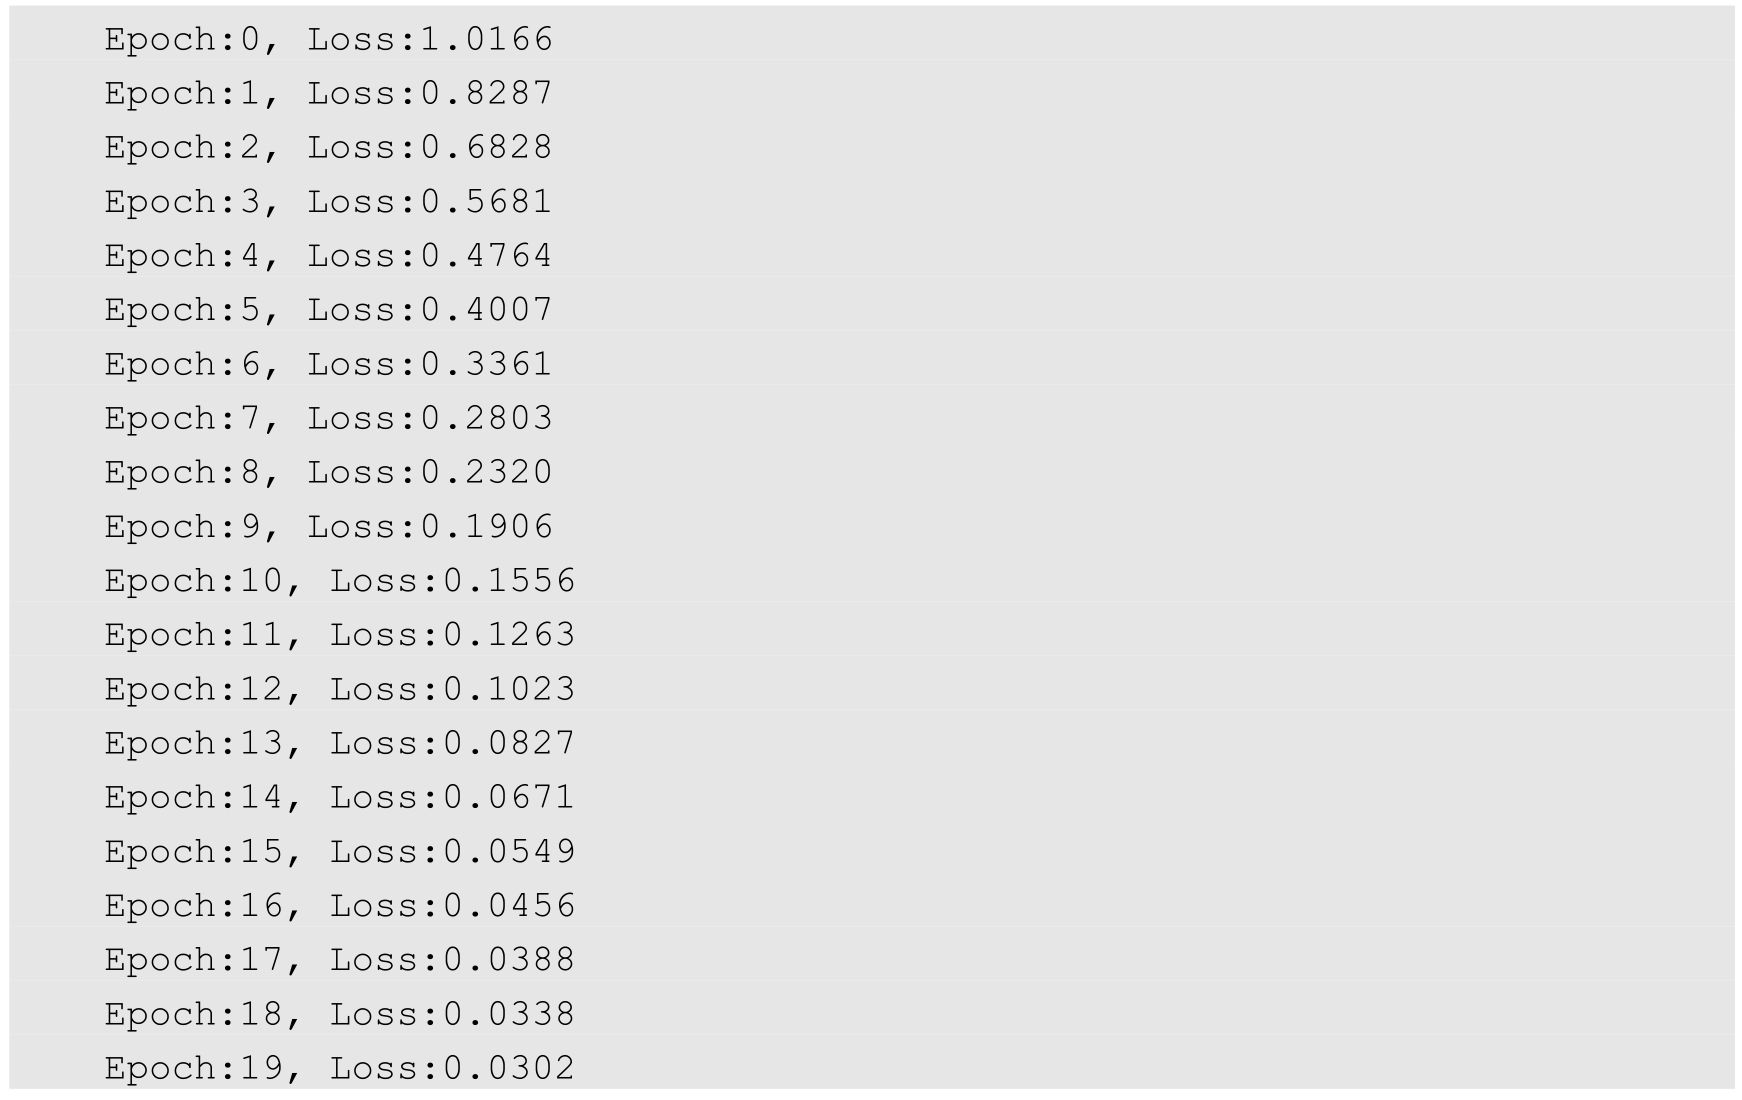 Epoch:0, Loss:1.0166
Epoch:1, Loss:0.8287
Epoch:2, Loss:0.6828
Epoch:3, Loss:0.5681
Epoch:4, Loss:0.4764
Epoch:5, Loss:0.4007
Epoch:6, Loss:0.3361
Epoch:7, Loss:0.2803
Epoch:8, Loss:0.2320
Epoch:9, Loss:0.1906
Epoch:10, Loss:0.1556
Epoch:11, Loss:0.1263
Epoch:12, Loss:0.1023
Epoch:13, Loss:0.0827
Epoch:14, Loss:0.0671
Epoch:15, Loss:0.0549
Epoch:16, Loss:0.0456
Epoch:17, Loss:0.0388
Epoch:18, Loss:0.0338
Epoch:19, Loss:0.0302